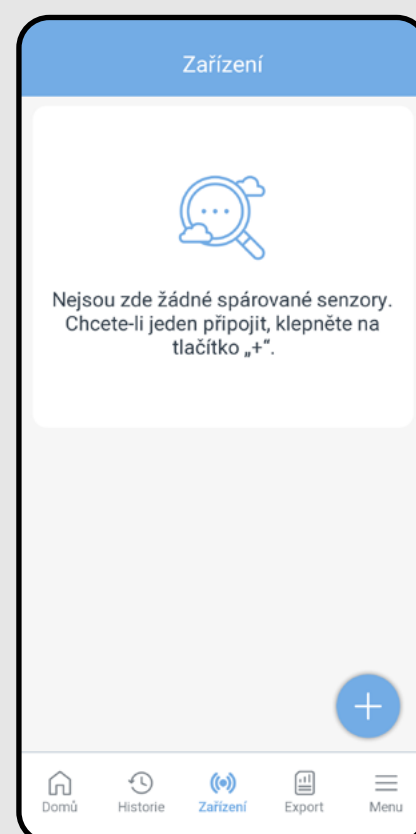 Zařízení
Nejsou zde žádné spárované senzory.
Chcete-li jeden připojit, klepněte na
tlačítko „+“.
Domů
Historie
Zařízení
Export
Menu